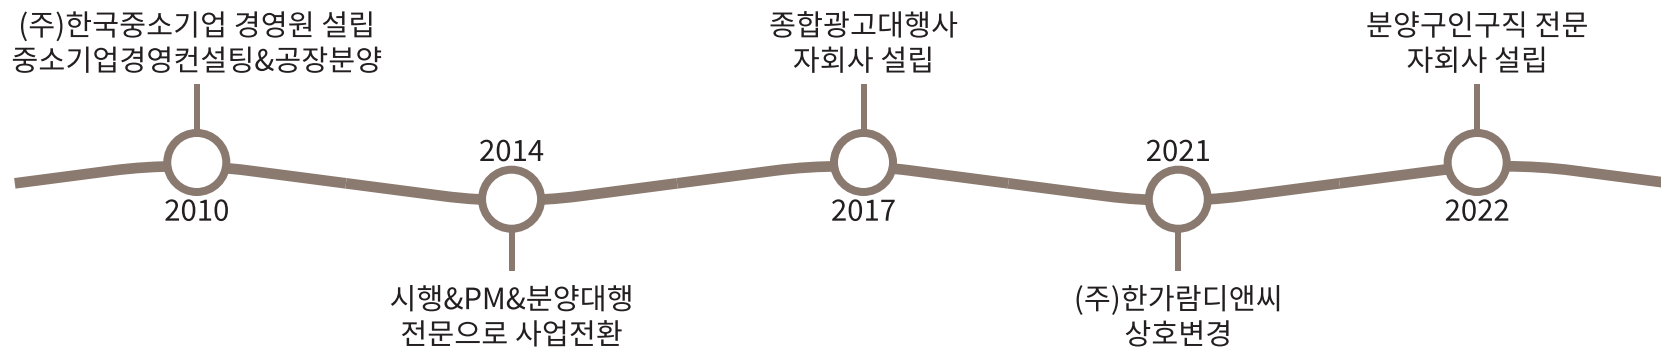 (주)한국중소기업 경영원 설립
중소기업경영컨설팅&공장분양
2010
2014
시행&PM&분양대행
전문으로 사업전환
종합광고대행사
자회사 설립
2017
2021
(주)한가람디앤씨
상호변경
분양구인구직 전문
자회사 설립
2022